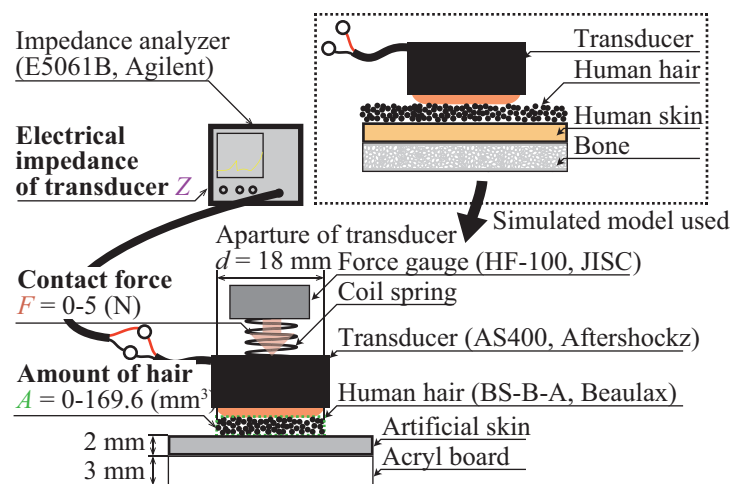 Impedance analyzer
(E5061B, Agilent)
Electrical
impedance
of transducer Z
Transducer
Human hair
Human skin
Bone
Simulated model used
Aparture of transducer
d = 18 mm
Force gauge (HF-100, JISC)
Coil spring
Contact force
F = 0-5 (N)
Transducer (AS400, Aftershockz)
Amount of hair
A = 0-169.6 (mm³
Human hair (BS-B-A, Beaulax)
Artificial skin
2 mm
Acryl board
3 mm